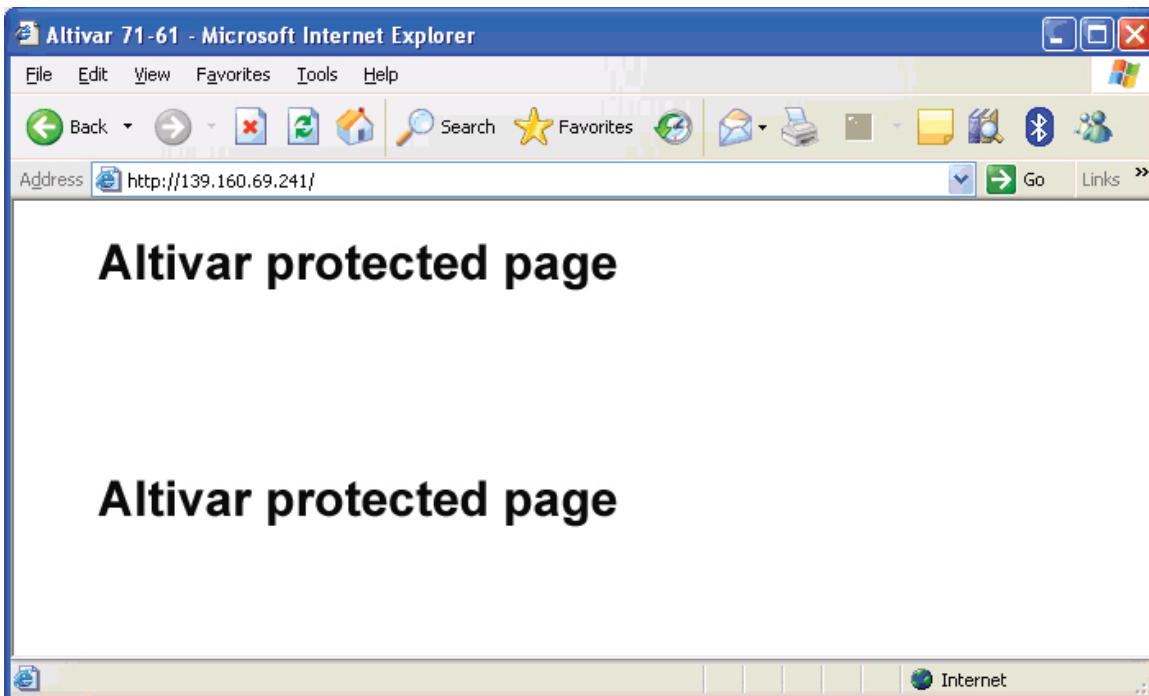 Altivar 71-61 - Microsoft Internet Explorer
File Edit View Favorites Tools Help
Back Search Favorites
Address http://139.160.69.241/ Go Links »
Altivar protected page
Altivar protected page
Internet